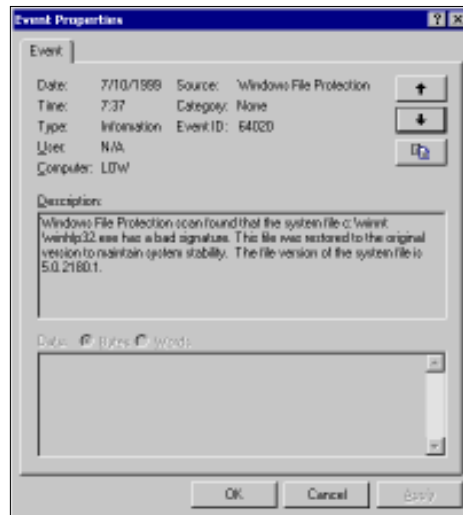 Event Properties
Event
Date: 7/10/1999 Source: Windows File Protection
Time: 7:37 Category: None
Type: Information Event ID: 64020
User: N/A
Computer: LOW
Description:
Windows File Protection scan found that the system file c:\winnt
\winhlp32.exe has a bad signature. This file was restored to the original
version to maintain system stability. The file version of the system file is
5.0.2180.1.
Data: Bytes Words
OK Cancel Apply